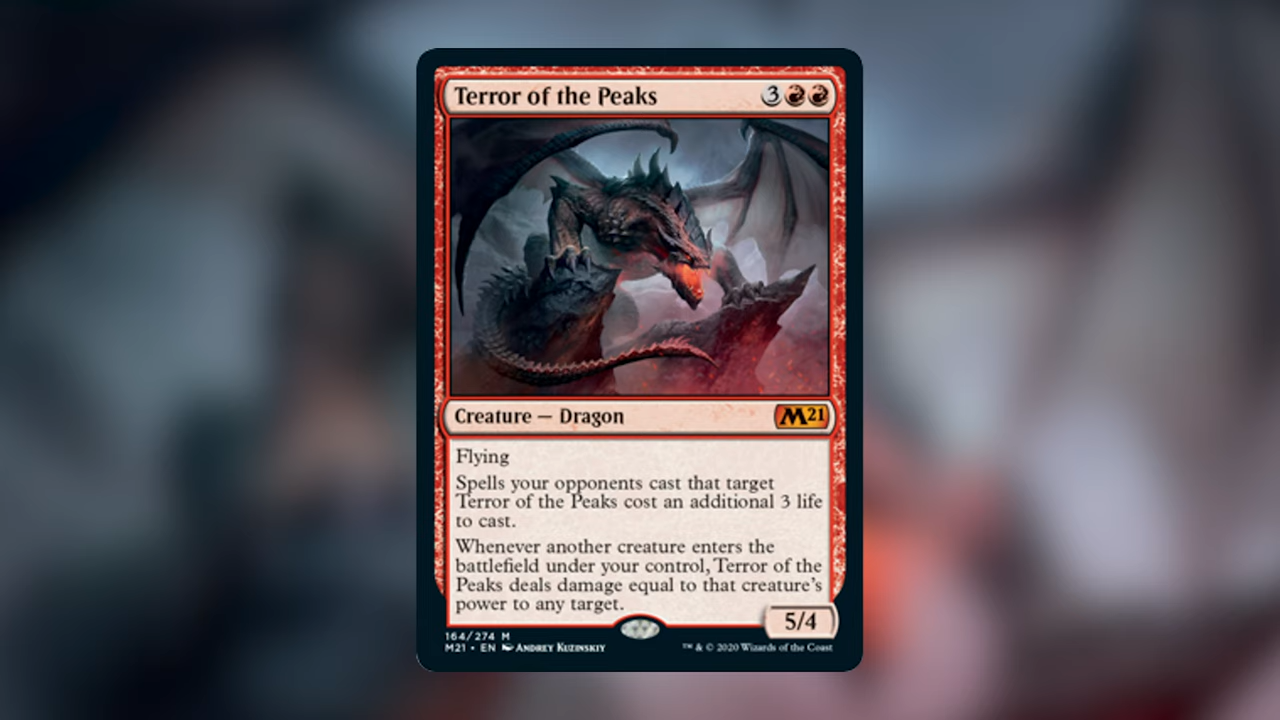 Terror of the Peaks 3
Creature — Dragon M21
Flying
Spells your opponents cast that target
Terror of the Peaks cost an additional 3 life
to cast.
Whenever another creature enters the
battlefield under your control, Terror of the
Peaks deals damage equal to that creature's
power to any target.
5/4
164/274 M
M21 • EN ANDREY KUZINSKIY
™ & © 2020 Wizards of the Coast